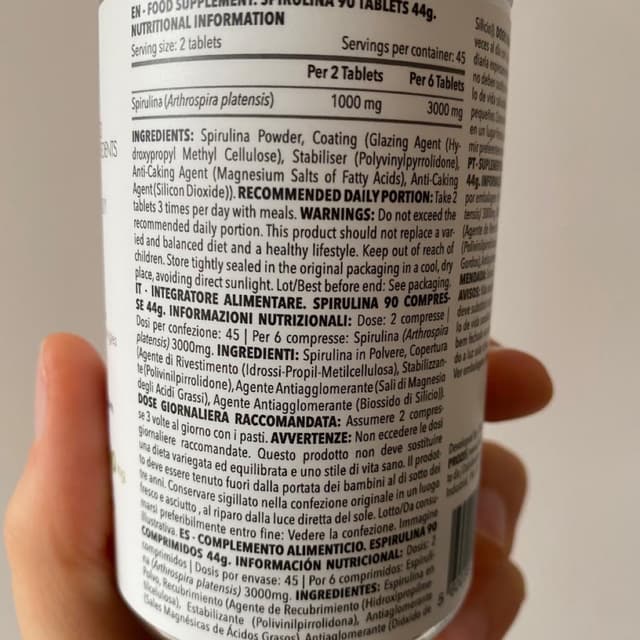 EN - FOOD SUPPLEMENT. SPIRULINA 90 TABLETS 44g.
NUTRITIONAL INFORMATION
Serving size: 2 tablets Servings per container: 45
Per 2 Tablets Per 6 Tablets
Spirulina (Arthrospira platensis) 1000 mg 3000 mg
INGREDIENTS: Spirulina Powder, Coating (Glazing Agent (Hy-
droxypropyl Methyl Cellulose), Stabiliser (Polyvinylpyrrolidone),
Anti-Caking Agent (Magnesium Salts of Fatty Acids), Anti-Caking
Agent (Silicon Dioxide)). RECOMMENDED DAILY PORTION: Take 2
tablets 3 times per day with meals. WARNINGS: Do not exceed the
recommended daily portion. This product should not replace a var-
ied and balanced diet and a healthy lifestyle. Keep out of reach of
children. Store tightly sealed in the original packaging in a cool, dry
place, avoiding direct sunlight. Lot/Best before end: See packaging.
IT - INTEGRATORE ALIMENTARE. SPIRULINA 90 COMPRES-
SE 44g. INFORMAZIONI NUTRIZIONALI: Dose: 2 compresse |
Dosi per confezione: 45 | Per 6 compresse: Spirulina (Arthrospira
platensis) 3000mg. INGREDIENTI: Spirulina in Polvere, Copertura
(Agente di Rivestimento (Idrossi-Propil-Metilcellulosa), Stabilizzan-
te (Polivinilpirrolidone), Agente Antiagglomerante (Sali di Magnesio
degli Acidi Grassi), Agente Antiagglomerante (Biossido di Silicio)).
DOSE GIORNALIERA RACCOMANDATA: Assumere 2 compres-
se 3 volte al giorno con i pasti. AVVERTENZE: Non eccedere le dosi
giornaliere raccomandate. Questo prodotto non deve sostituire
una dieta variegata ed equilibrata e uno stile di vita sano. Il prodot-
to deve essere tenuto fuori dalla portata dei bambini al di sotto dei
tre anni. Conservare sigillato nella confezione originale in un luogo
fresco e asciutto, al riparo dalla luce diretta del sole. Lotto/Da consu-
marsi preferibilmente entro fine: Vedere la confezione. Immagine
illustrativa. ES - COMPLEMENTO ALIMENTICIO. ESPIRULINA 90
COMPRIMIDOS 44g. INFORMACIÓN NUTRICIONAL: Dosis: 2
comprimidos | Dosis por envase: 45 | Por 6 comprimidos: Espiruli-
na (Arthrospira platensis) 3000mg. INGREDIENTES: Espirulina en
Polvo, Recubrimiento (Agente de Recubrimiento (Hidroxipropilme
Estabilizante (Polivinilpirrolidona), Antiaglomerante
(Sales Magnésicas de Ácidos Grasos), Antiaglomerante (Dióxido de